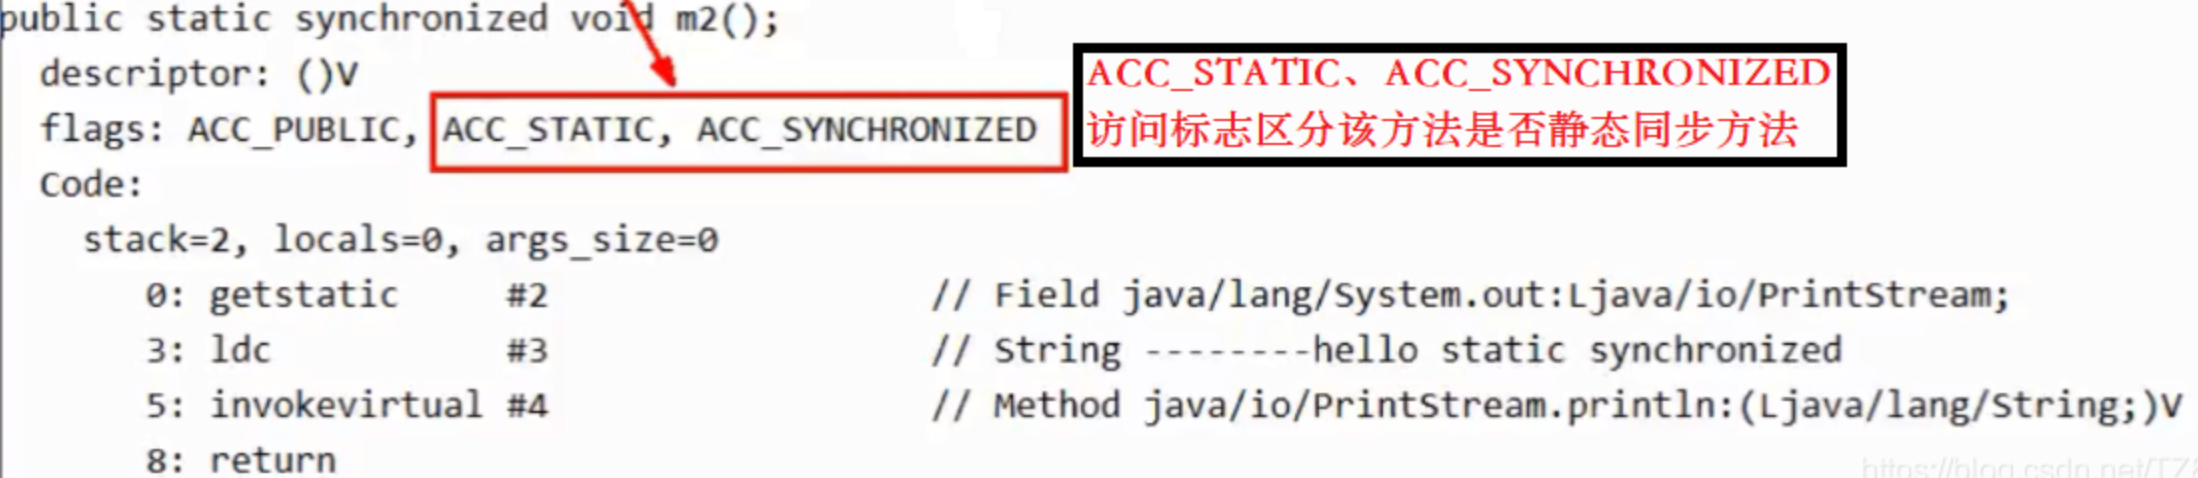 public static synchronized void m2();
descriptor: ()V
flags: ACC_PUBLIC, ACC_STATIC, ACC_SYNCHRONIZED
ACC_STATIC、ACC_SYNCHRONIZED
访问标志区分该方法是否静态同步方法
Code:
stack=2, locals=0, args_size=0
0: getstatic #2 // Field java/lang/System.out:Ljava/io/PrintStream;
3: ldc #3 // String --------hello static synchronized
5: invokevirtual #4 // Method java/io/PrintStream.println:(Ljava/lang/String;)V
8: return
https://blog.csdn.net/TZ8